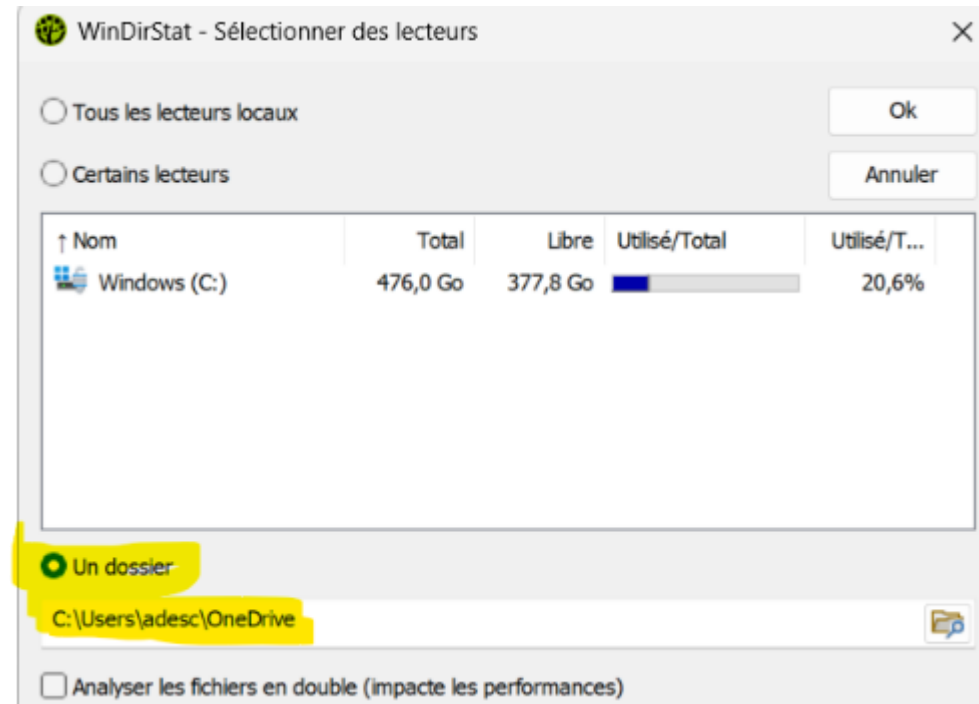 WinDirStat - Sélectionner des lecteurs
Tous les lecteurs locaux
Ok
Certains lecteurs
Annuler
↑ Nom Total Libre Utilisé/Total Utilisé/T...
Windows (C:) 476,0 Go 377,8 Go 20,6%
Un dossier
C:\Users\adesc\OneDrive
Analyser les fichiers en double (impacte les performances)